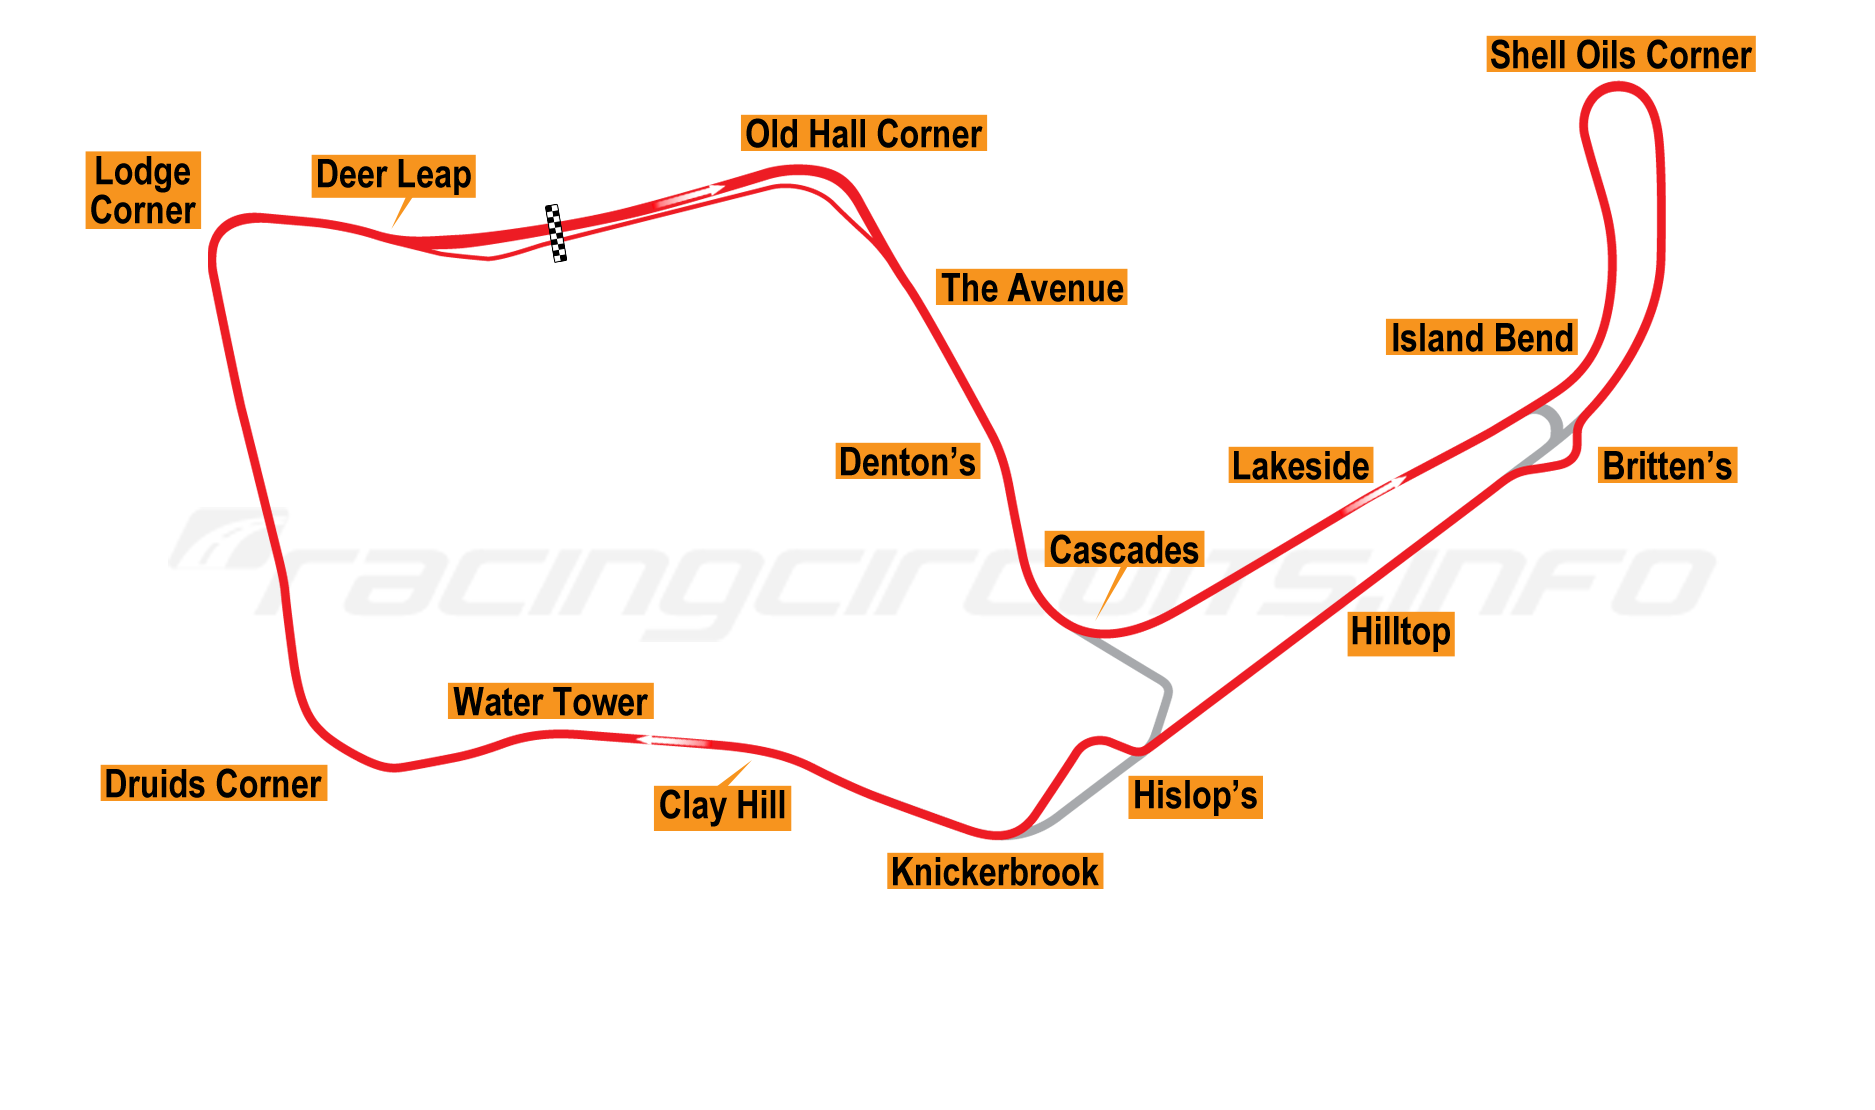 Shell Oils Corner
Old Hall Corner
Lodge
Corner
Deer Leap
The Avenue
Island Bend
Denton’s
Lakeside
Britten’s
Cascades
racingcircuits.info
Hilltop
Water Tower
Druids Corner
Clay Hill
Hislop’s
Knickerbrook